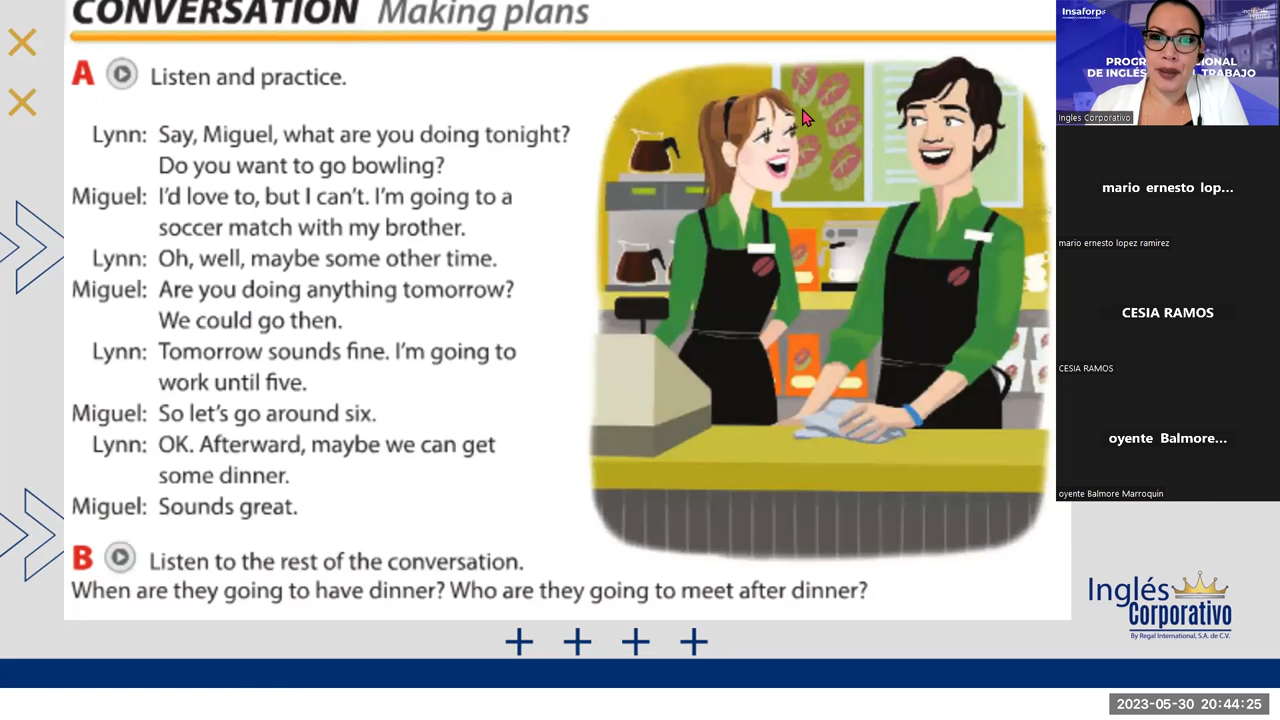 CONVERSATION Making plans
A Listen and practice.
Lynn: Say, Miguel, what are you doing tonight?
Do you want to go bowling?
Miguel: I'd love to, but I can't. I'm going to a
soccer match with my brother.
Lynn: Oh, well, maybe some other time.
Miguel: Are you doing anything tomorrow?
We could go then.
Lynn: Tomorrow sounds fine. I'm going to
work until five.
Miguel: So let's go around six.
Lynn: OK. Afterward, maybe we can get
some dinner.
Miguel: Sounds great.
B Listen to the rest of the conversation.
When are they going to have dinner? Who are they going to meet after dinner?
Insaforp
PROGR CIONAL
DE INGLÉS L TRABAJO
Ingles Corporativo
mario ernesto lop...
mario ernesto lopez ramirez
CESIA RAMOS
CESIA RAMOS
oyente Balmore...
oyente Balmore Marroquin
Inglés
Corporativo
By Regal International, S.A. de C.V.
2023-05-30 20:44:25